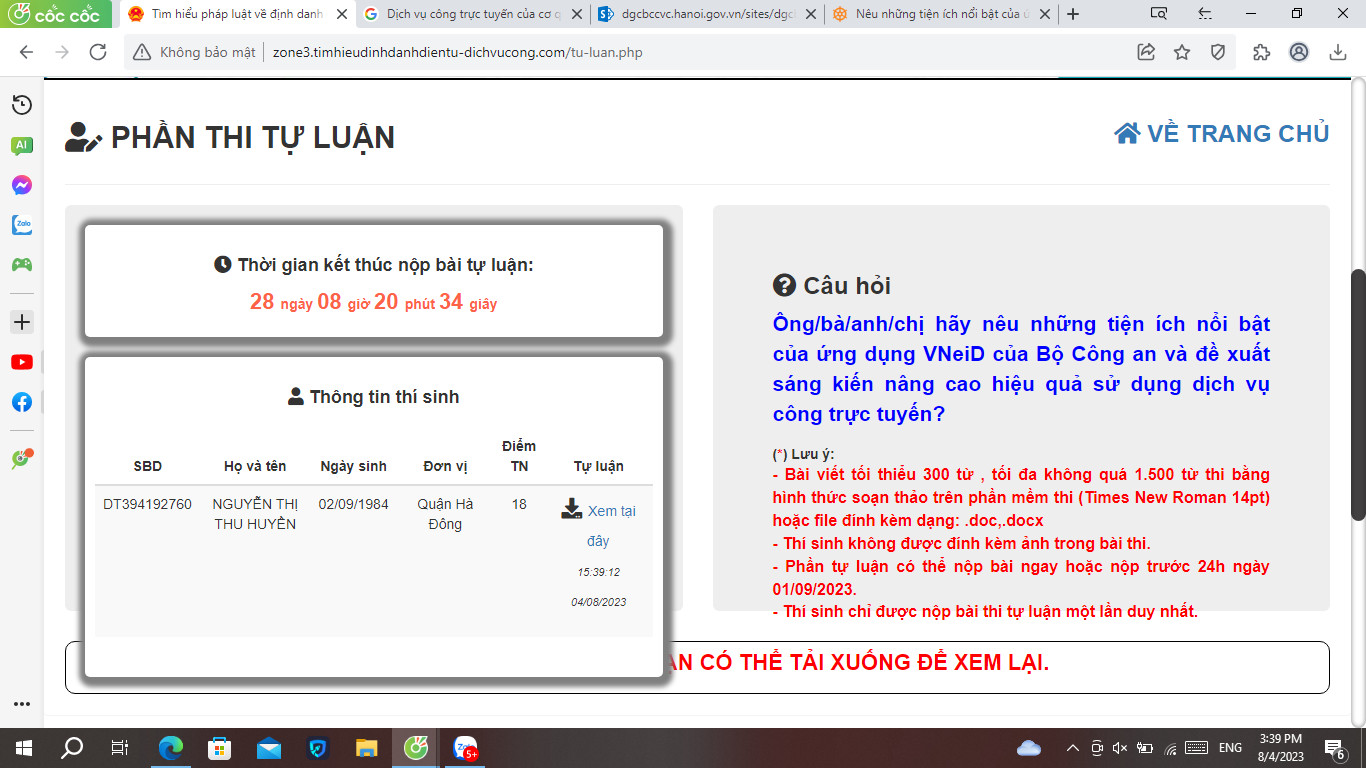 cốc cốc
Tìm hiểu pháp luật về định danh
Dịch vụ công trực tuyến của cơ q
dgcbccvc.hanoi.gov.vn/sites/dgc
Nêu những tiện ích nổi bật của ú
Không bảo mật
zone3.timhieudinhdanhdientu-dichvucong.com/tu-luan.php
AI
Zalo
PHẦN THI TỰ LUẬN
VỀ TRANG CHỦ
Thời gian kết thúc nộp bài tự luận:
28 ngày 08 giờ 20 phút 34 giây
Thông tin thí sinh
SBD Họ và tên Ngày sinh Đơn vị Điểm TN Tự luận
DT394192760 NGUYỄN THỊ THU HUYỀN 02/09/1984 Quận Hà Đông 18 Xem tại đây
15:39:12
04/08/2023
Câu hỏi
Ông/bà/anh/chị hãy nêu những tiện ích nổi bật
của ứng dụng VNeiD của Bộ Công an và đề xuất
sáng kiến nâng cao hiệu quả sử dụng dịch vụ
công trực tuyến?
(*) Lưu ý:
- Bài viết tối thiểu 300 từ , tối đa không quá 1.500 từ thi bằng
hình thức soạn thảo trên phần mềm thi (Times New Roman 14pt)
hoặc file đính kèm dạng: .doc,.docx
- Thí sinh không được đính kèm ảnh trong bài thi.
- Phần tự luận có thể nộp bài ngay hoặc nộp trước 24h ngày
01/09/2023.
- Thí sinh chỉ được nộp bài thi tự luận một lần duy nhất.
CÓ THỂ TẢI XUỐNG ĐỂ XEM LẠI.
Zalo
5+
ENG
3:39 PM
8/4/2023
6